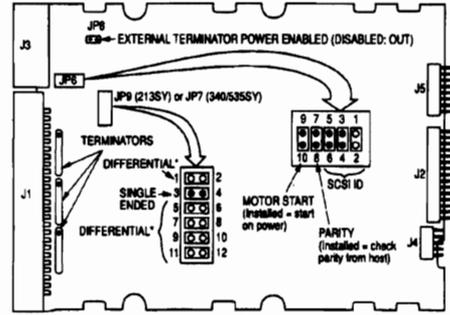 JP8
EXTERNAL TERMINATOR POWER ENABLED (DISABLED: OUT)
J3
JP6
JP9 (213SY) or JP7 (340/535SY)
9 7 5 3 1
10 8 6 4 2
J5
TERMINATORS
DIFFERENTIAL*
1 2
SINGLE
ENDED
3 4
5 6
DIFFERENTIAL*
7 8
9 10
11 12
SCSI ID
MOTOR START
(Installed = start
on power)
PARITY
(Installed = check
parity from host)
J1
J2
J4